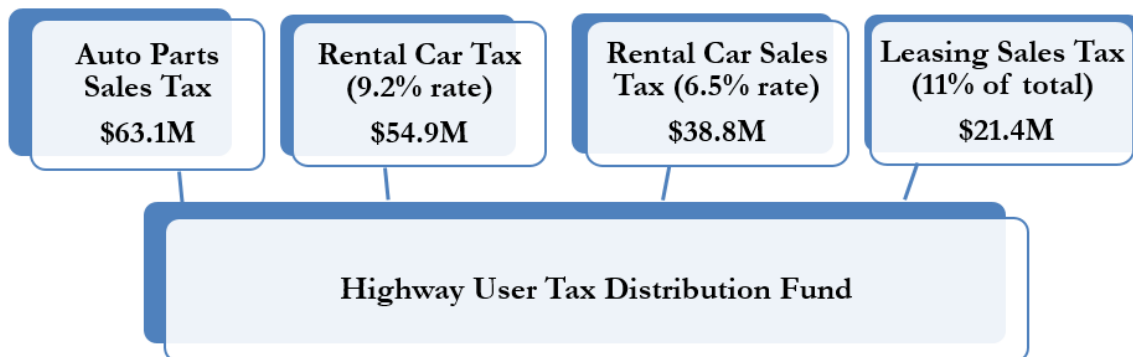 Auto Parts
Sales Tax
$63.1M
Rental Car Tax
(9.2% rate)
$54.9M
Rental Car Sales
Tax (6.5% rate)
$38.8M
Leasing Sales Tax
(11% of total)
$21.4M
Highway User Tax Distribution Fund